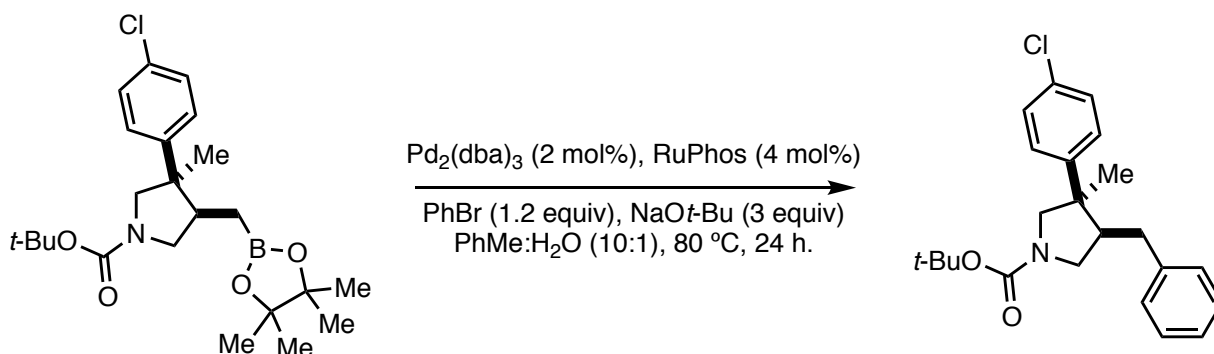 Cl
Me
t-BuO
N
O
B
O
O
Me
Me
Me
Me
Pd2(dba)3 (2 mol%), RuPhos (4 mol%)
PhBr (1.2 equiv), NaOt-Bu (3 equiv)
PhMe:H2O (10:1), 80 ºC, 24 h.
Cl
Me
t-BuO
N
O